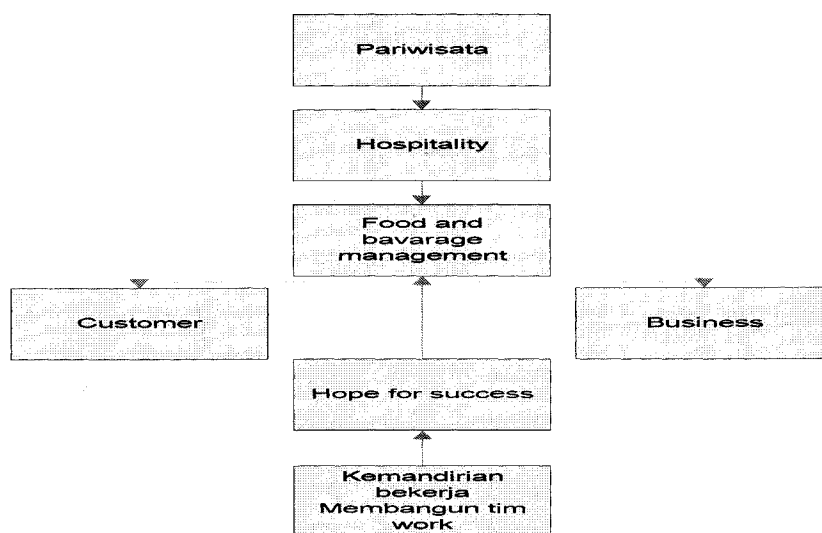 Pariwisata
Hospitality
Food and
bavarage
management
Customer
Business
Hope for success
Kemandirian
bekerja
Membangun tim
work